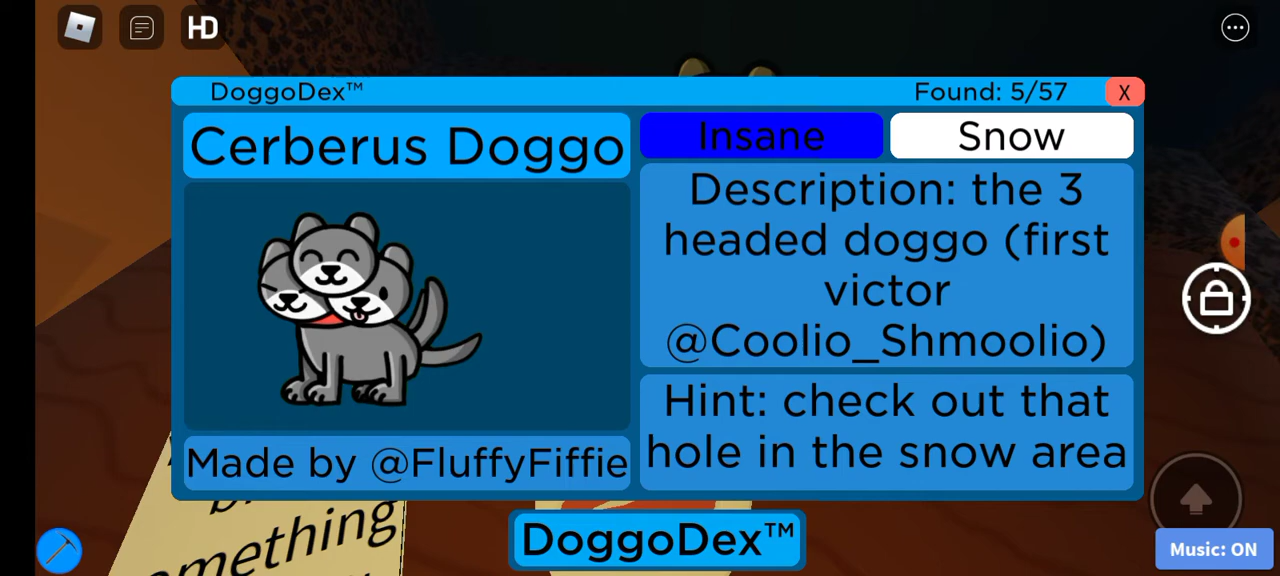 HD
DoggoDex™
Found: 5/57
X
Cerberus Doggo
Insane
Snow
Description: the 3
headed doggo (first
victor
@Coolio_Shmoolio)
Hint: check out that
hole in the snow area
Made by @FluffyFiffie
something
DoggoDex™
Music: ON